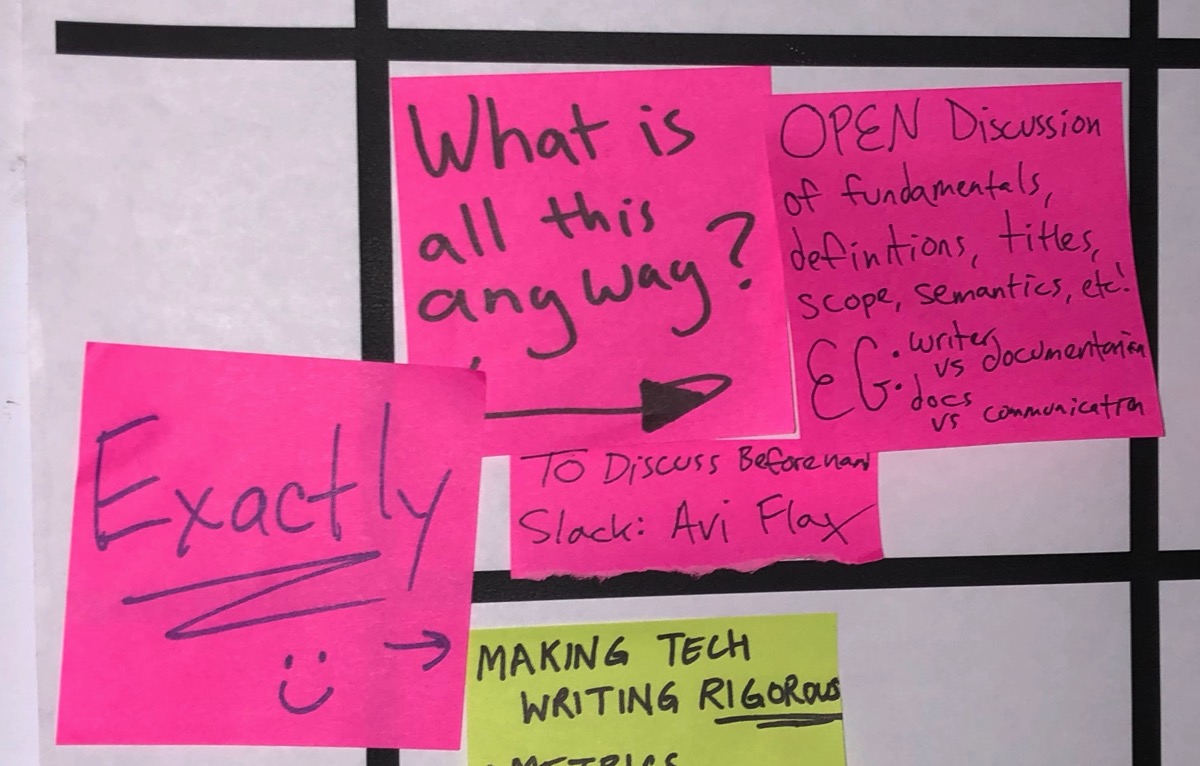 What is
all this
anyway?
OPEN Discussion
of fundamentals,
definitions, titles,
scope, semantics, etc!
EG: writer
vs documentarian
docs
vs communication
To Discuss Beforehand
Slack: Avi Flax
Exactly
MAKING TECH
WRITING RIGOROUS
METRICS